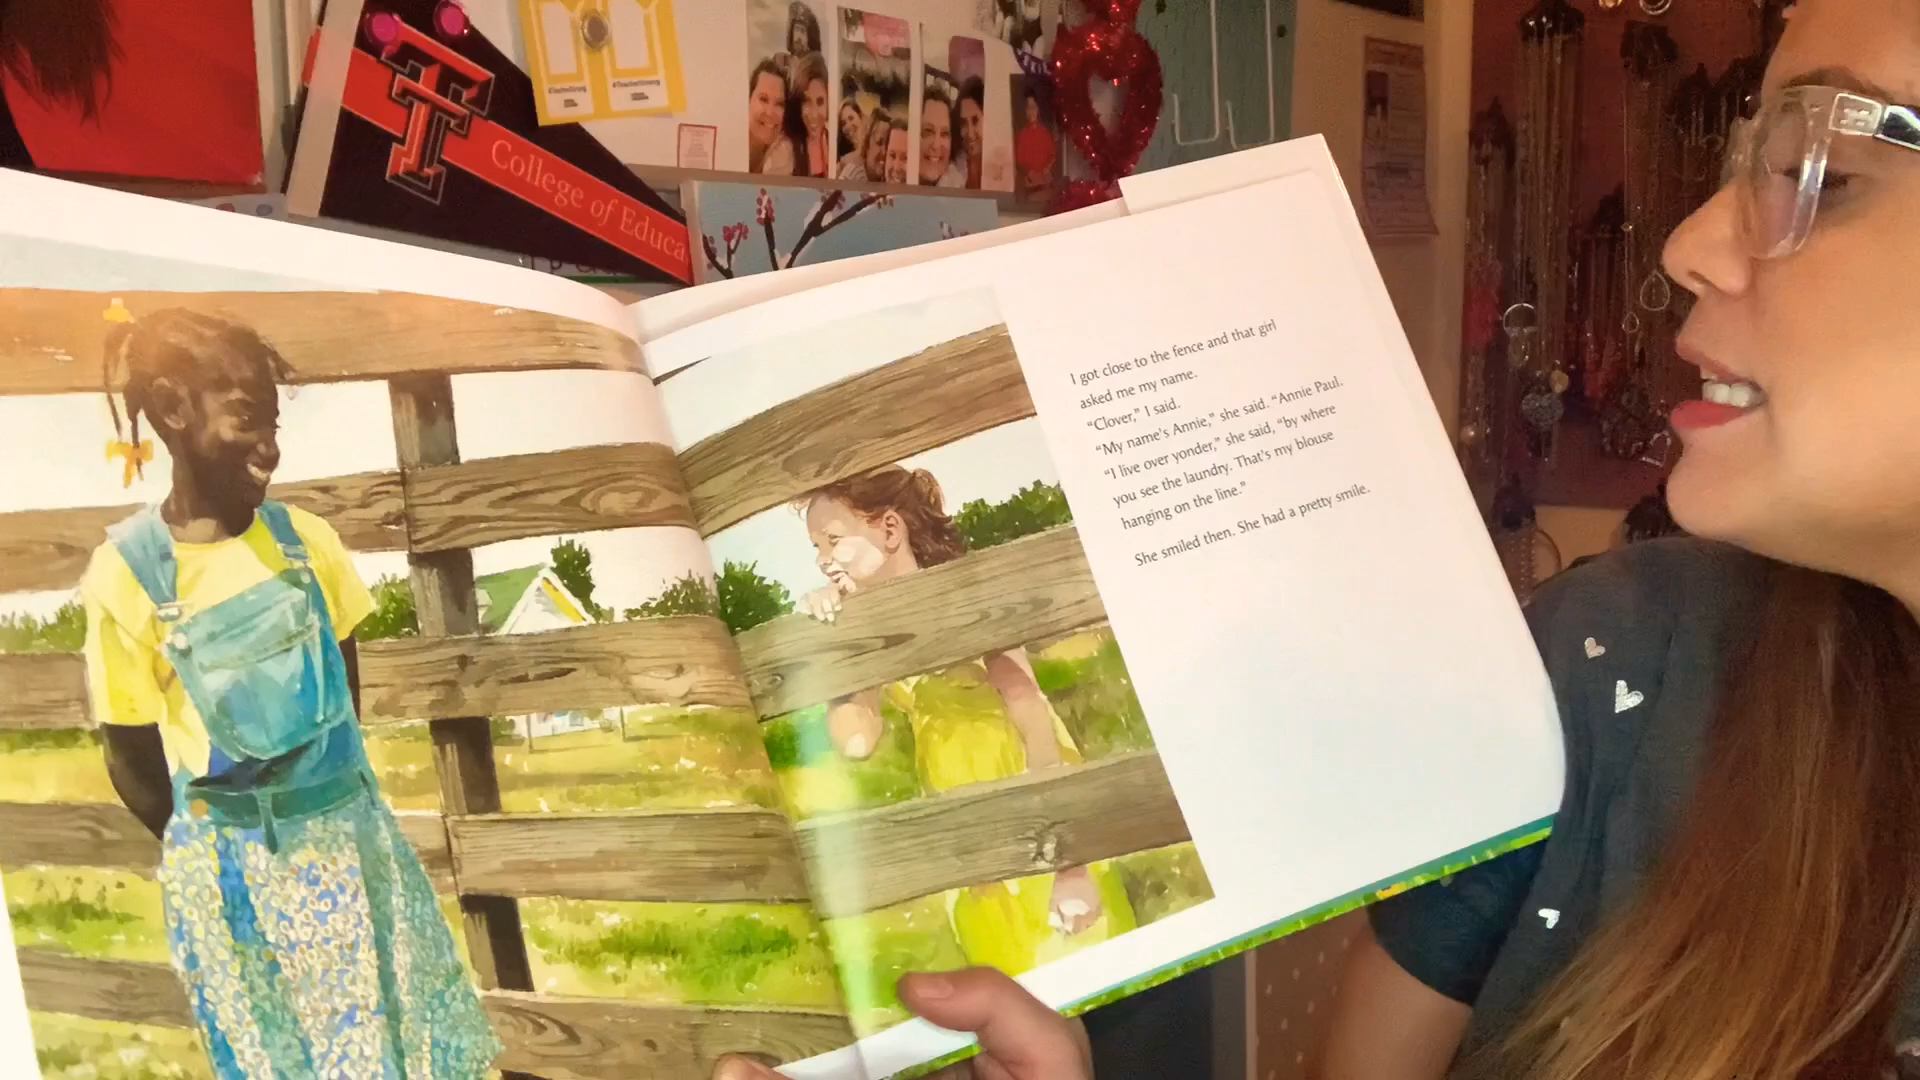 T
College of Educa
I got close to the fence and that girl
asked me my name.
"Clover," I said.
"My name's Annie," she said. "Annie Paul.
"I live over yonder," she said, "by where
you see the laundry. That's my blouse
hanging on the line."
She smiled then. She had a pretty smile.